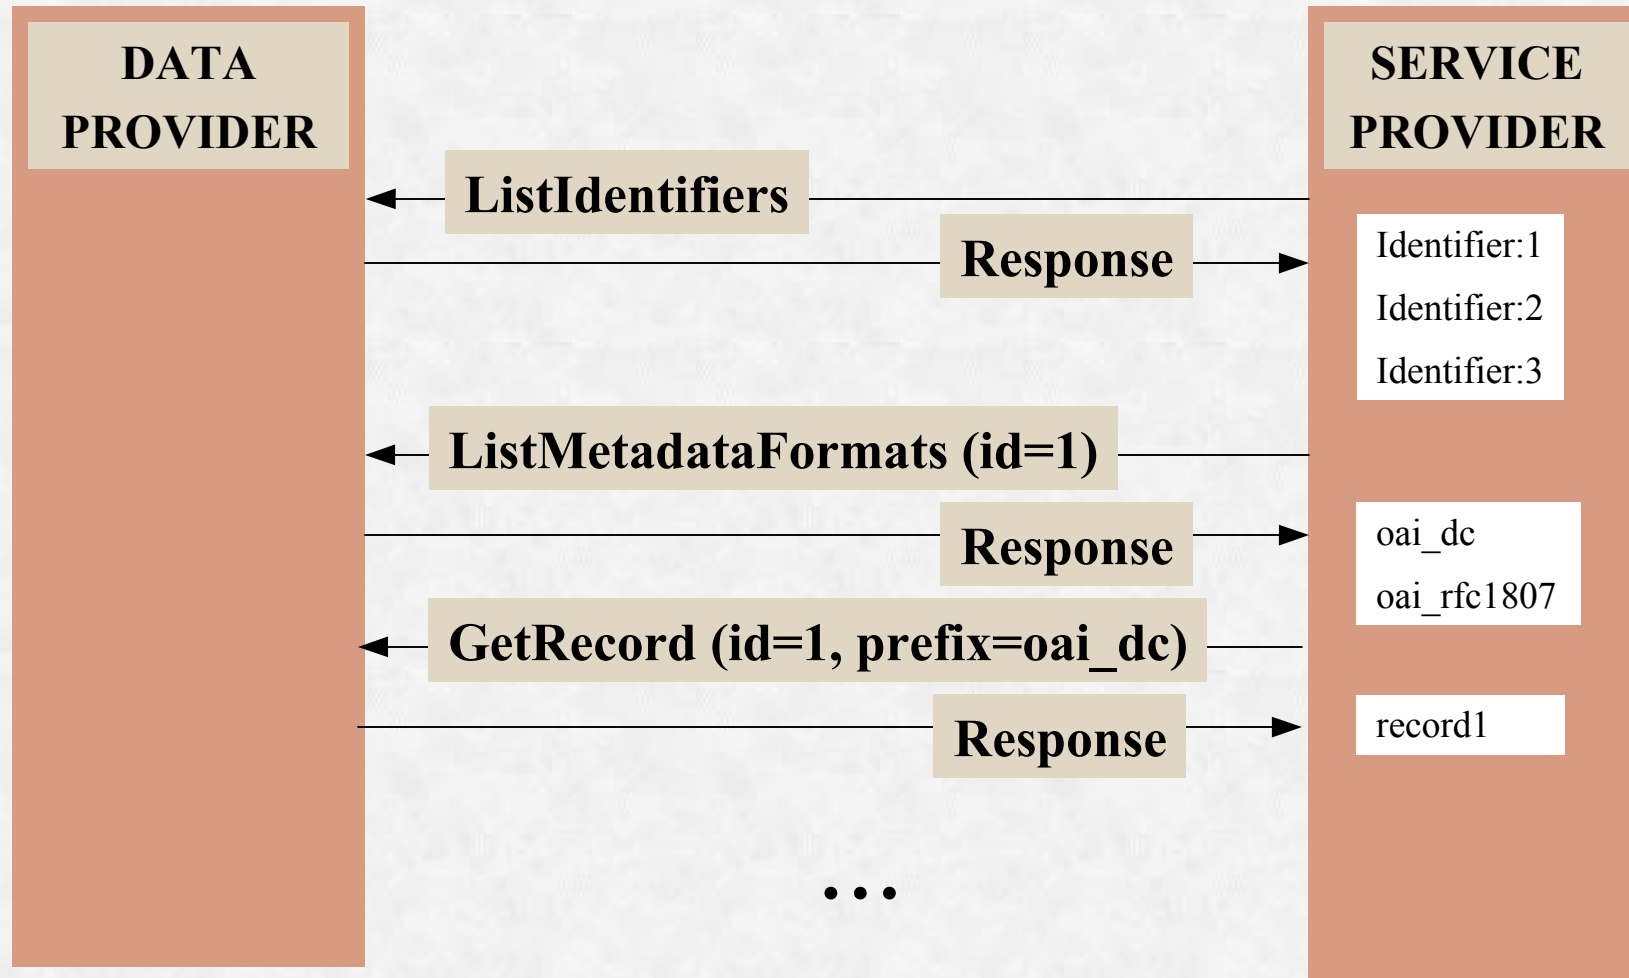 DATA
PROVIDER
SERVICE
PROVIDER
ListIdentifiers
Response
Identifier:1
Identifier:2
Identifier:3
ListMetadataFormats (id=1)
Response
oai_dc
oai_rfc1807
GetRecord (id=1, prefix=oai_dc)
Response
record1
…